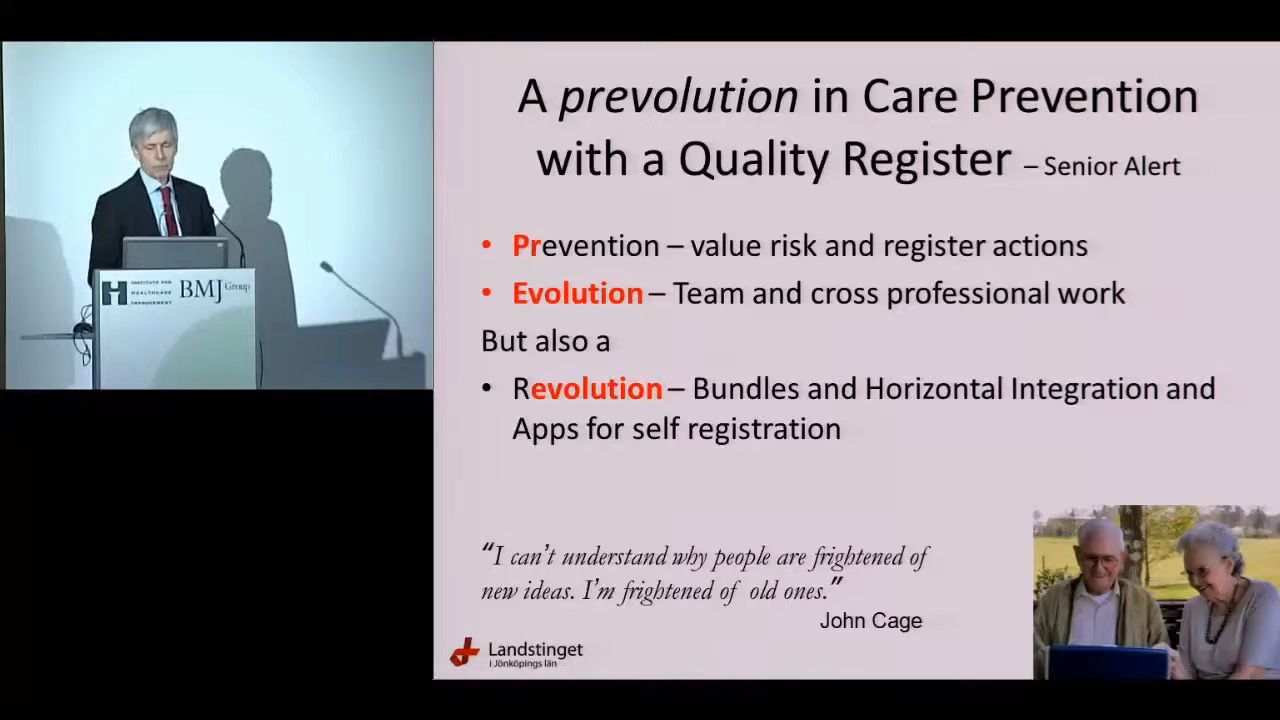 INSTITUTE FOR
HEALTHCARE
IMPROVEMENT
BMJ Group
A prevolution in Care Prevention
with a Quality Register – Senior Alert
• Prevention – value risk and register actions
• Evolution – Team and cross professional work
But also a
• Revolution – Bundles and Horizontal Integration and
Apps for self registration
"I can't understand why people are frightened of
new ideas. I'm frightened of old ones."
John Cage
Landstinget
i Jönköpings län